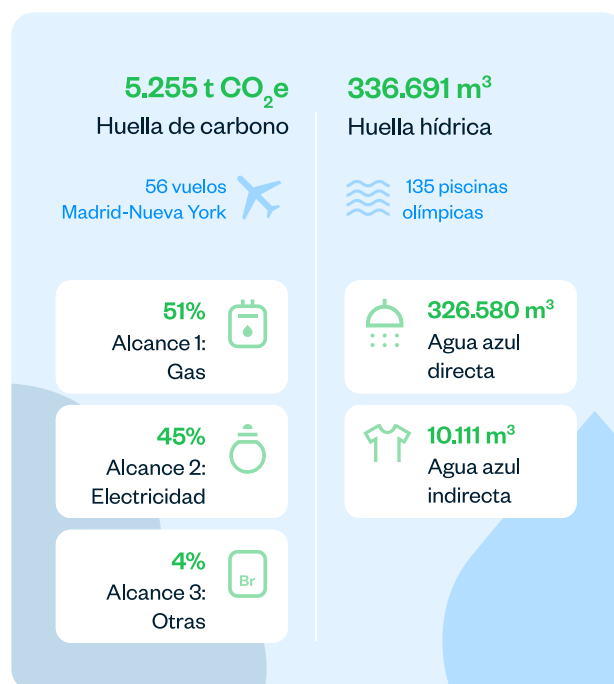 5.255 t CO₂e
Huella de carbono
56 vuelos
Madrid-Nueva York
51%
Alcance 1:
Gas
45%
Alcance 2:
Electricidad
4%
Alcance 3:
Otras
Br
336.691 m³
Huella hídrica
135 piscinas
olímpicas
326.580 m³
Agua azul
directa
10.111 m³
Agua azul
indirecta